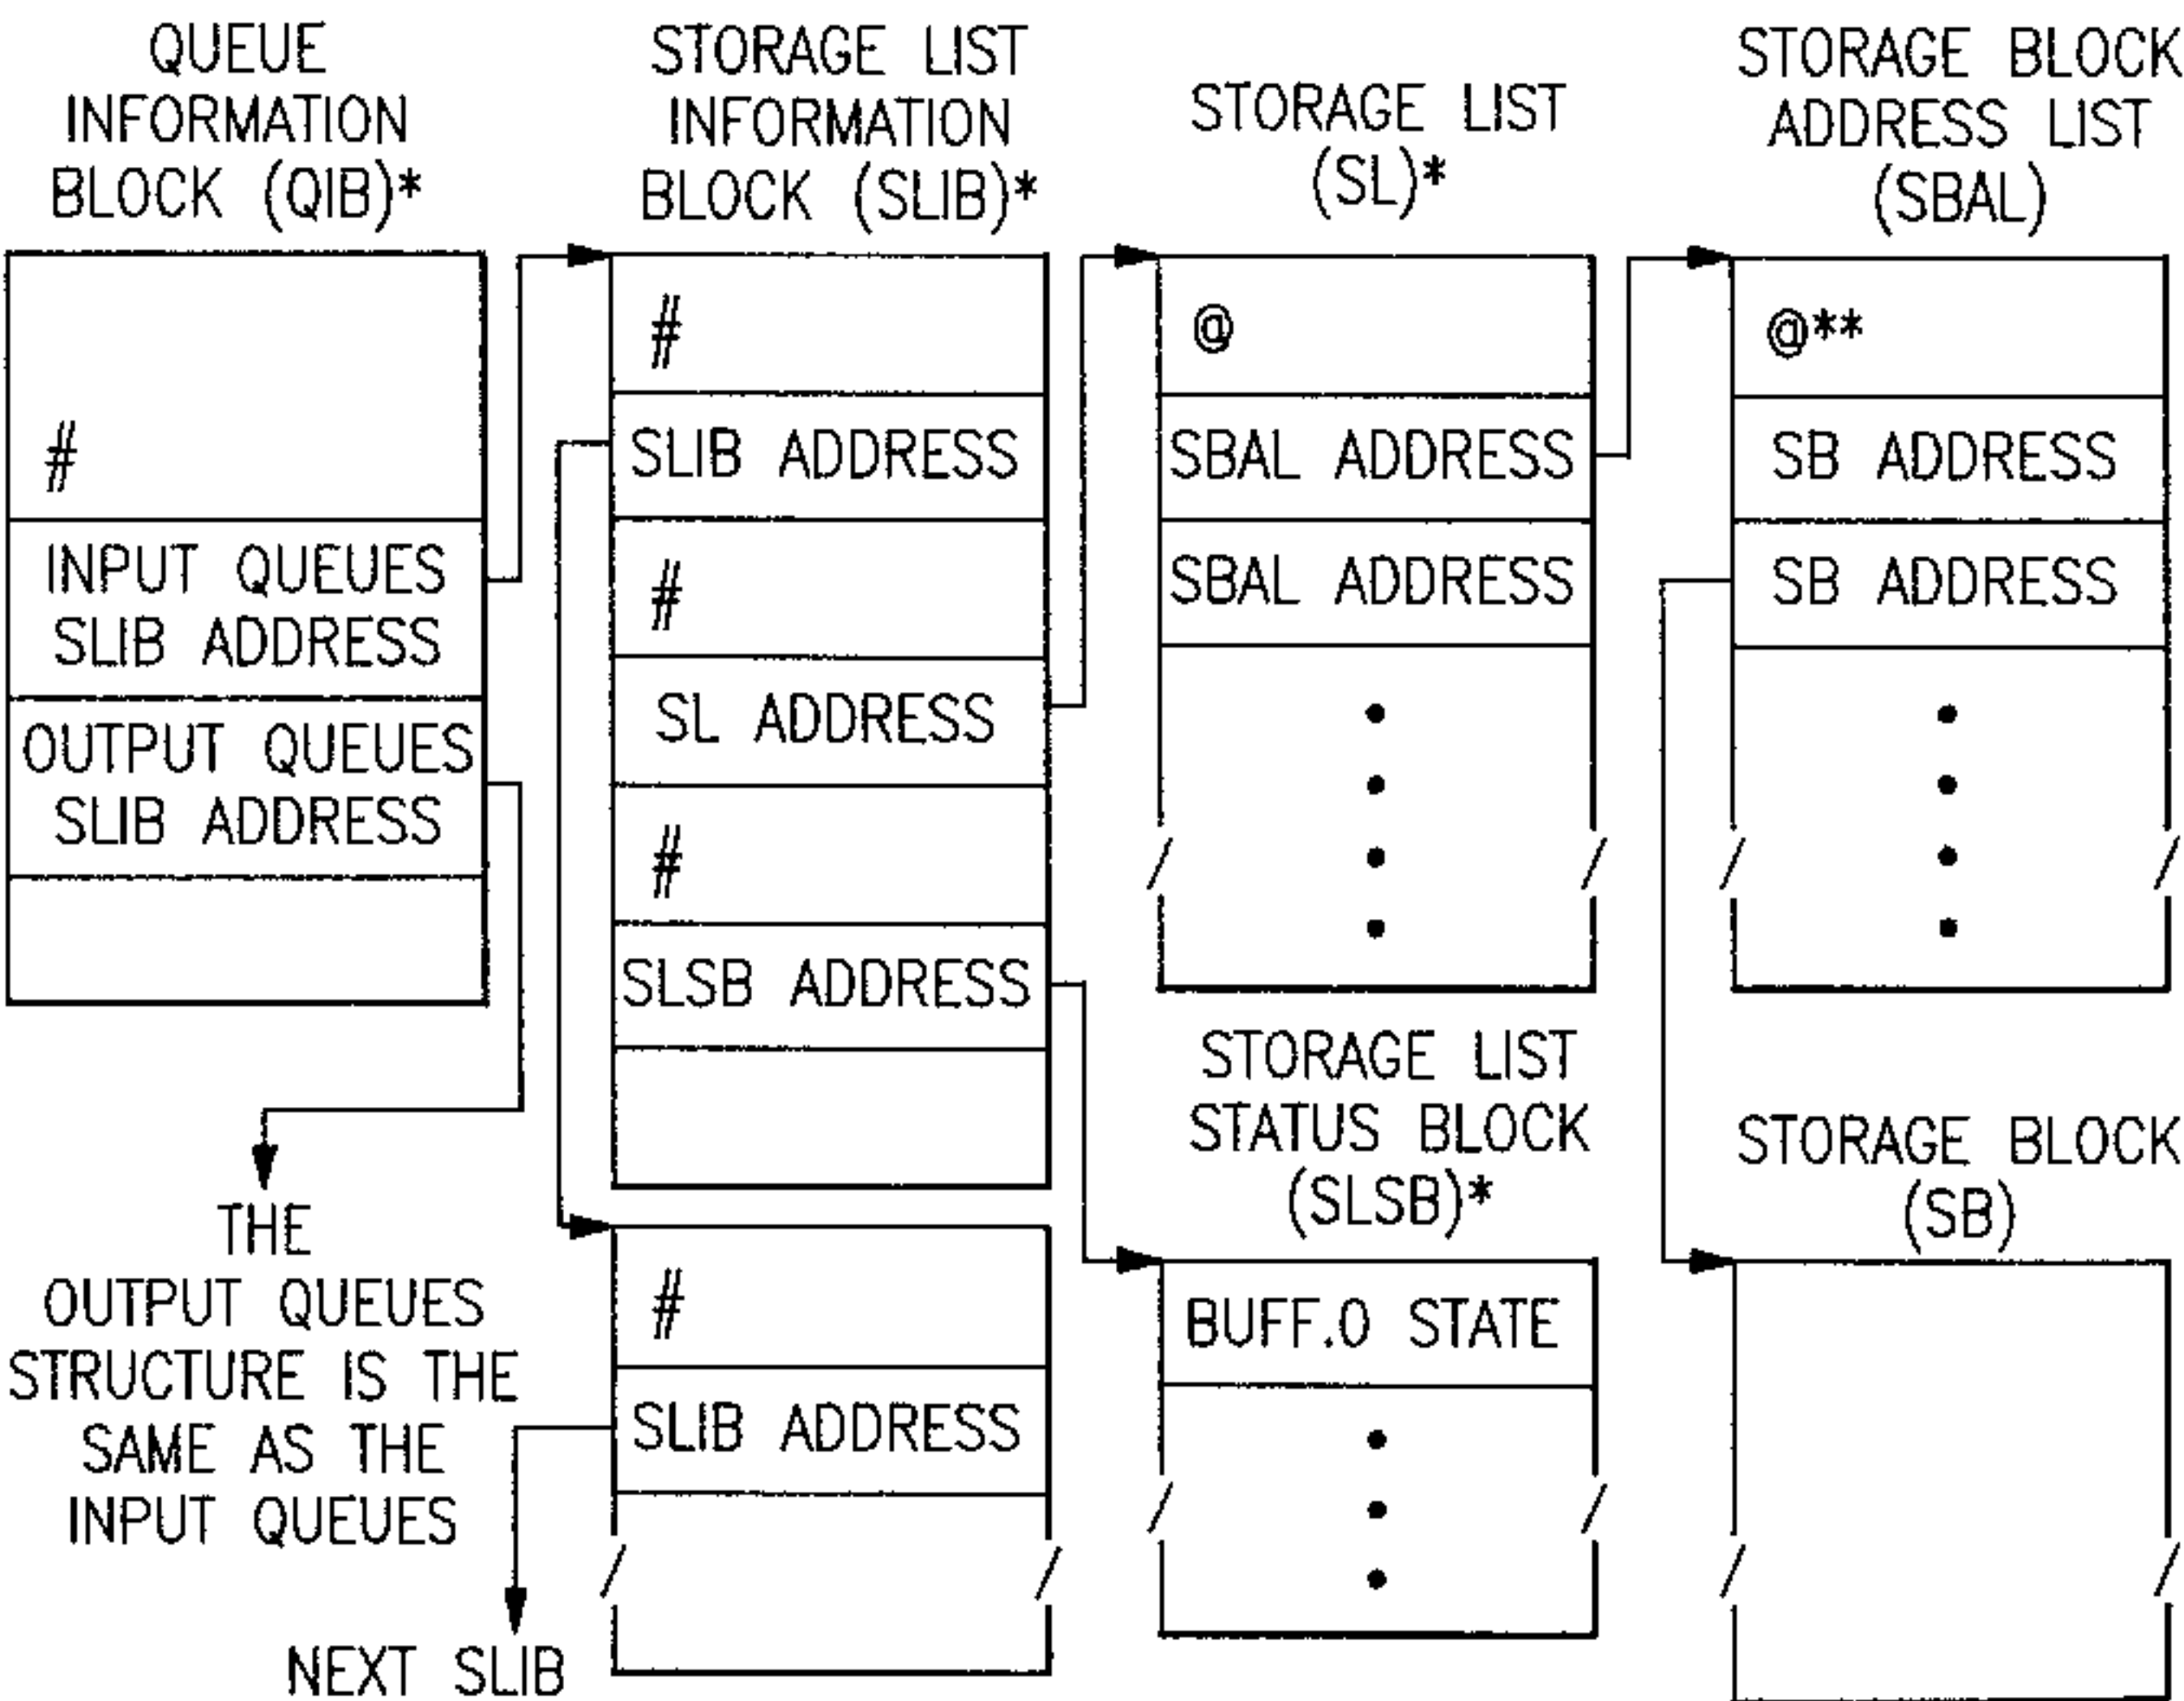 QUEUE
INFORMATION
BLOCK (QIB)*
#
INPUT QUEUES
SLIB ADDRESS
OUTPUT QUEUES
SLIB ADDRESS
THE
OUTPUT QUEUES
STRUCTURE IS THE
SAME AS THE
INPUT QUEUES
STORAGE LIST
INFORMATION
BLOCK (SLIB)*
#
SLIB ADDRESS
#
SL ADDRESS
#
SLSB ADDRESS
#
SLIB ADDRESS
NEXT SLIB
STORAGE LIST
(SL)*
@
SBAL ADDRESS
SBAL ADDRESS
STORAGE LIST
STATUS BLOCK
(SLSB)*
BUFF.0 STATE
STORAGE BLOCK
ADDRESS LIST
(SBAL)
@**
SB ADDRESS
SB ADDRESS
STORAGE BLOCK
(SB)